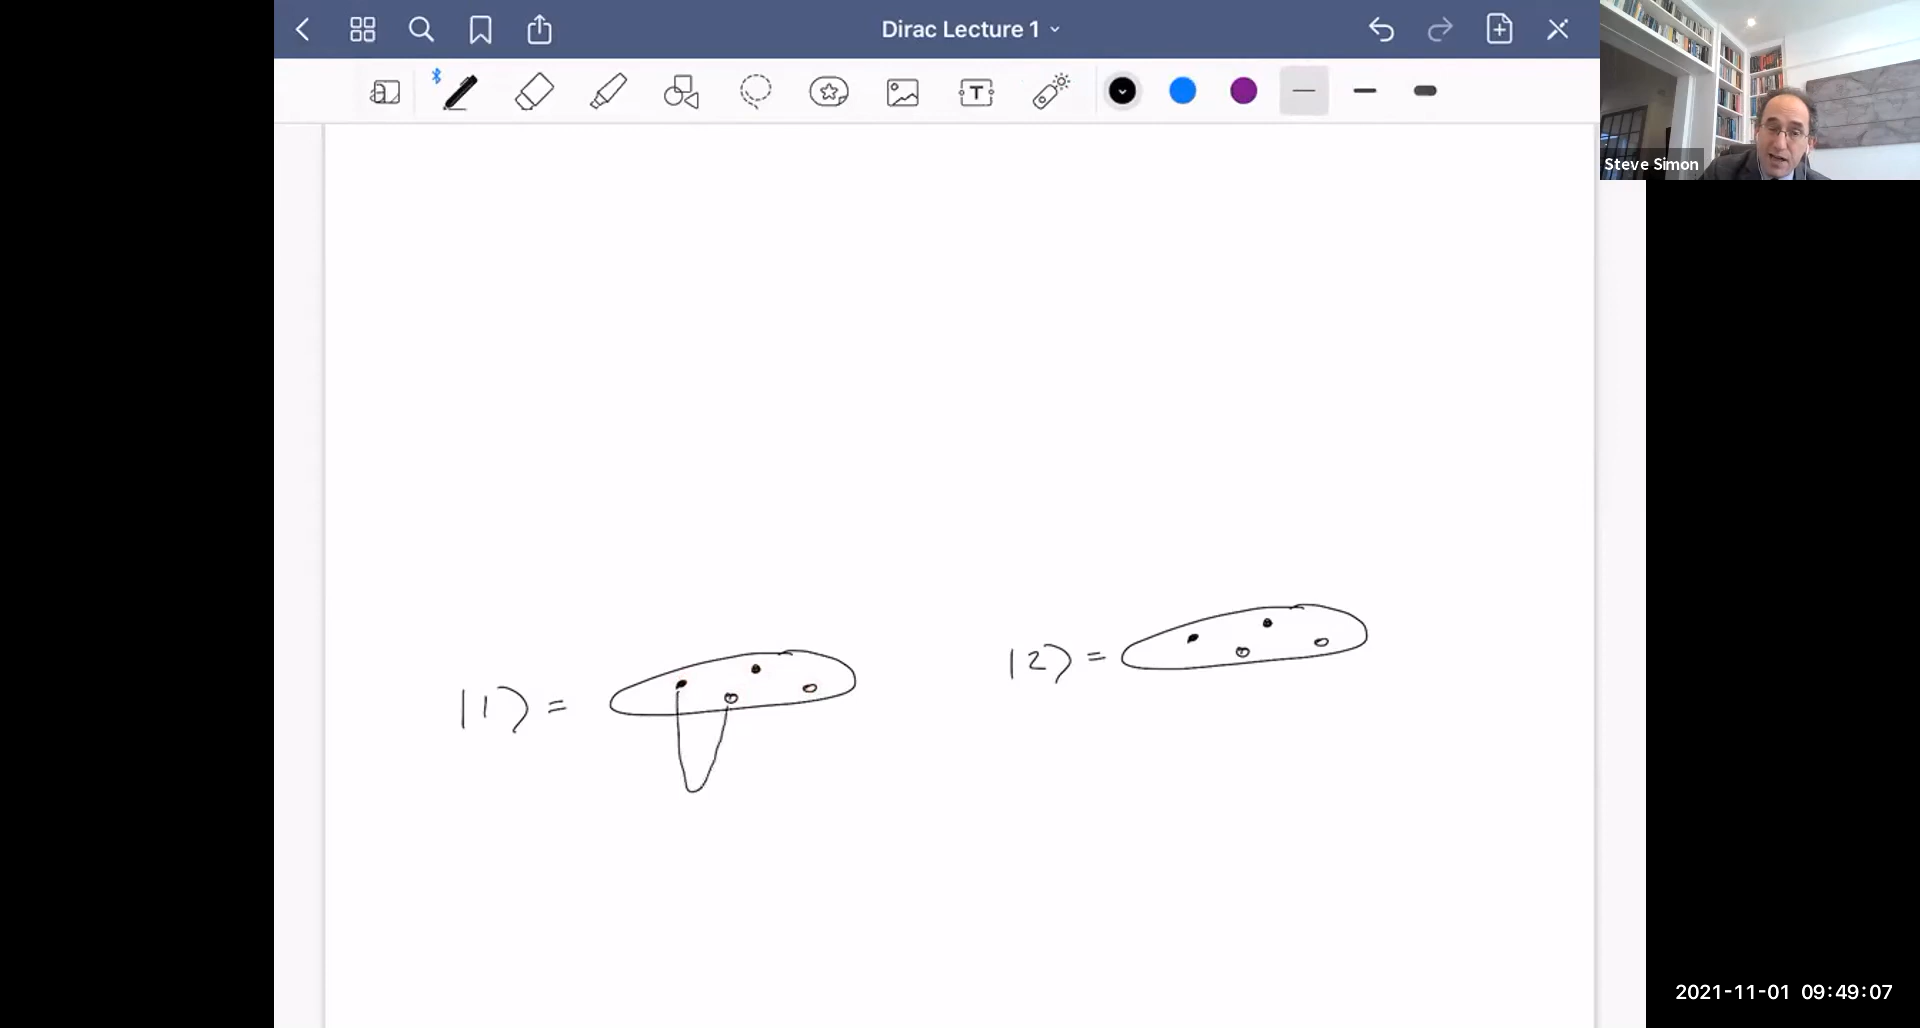 Dirac Lecture 1
T
Steve Simon
|1⟩ =
|2⟩ =
2021-11-01 09:49:07